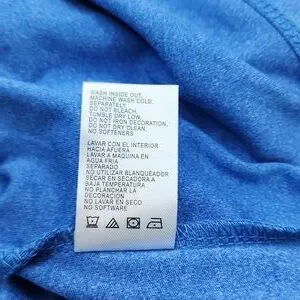 WASH INSIDE OUT.
MACHINE WASH COLD.
SEPARATELY.
DO NOT BLEACH.
TUMBLE DRY LOW.
DO NOT IRON DECORATION.
DO NOT DRY CLEAN.
NO SOFTENERS
LAVAR CON EL INTERIOR
HACIA AFUERA
LAVAR A MAQUINA EN
AGUA FRIA
SEPARADO
NO UTILIZAR BLANQUEADOR
SECAR EN SECADORA A
BAJA TEMPERATURA
NO PLANCHAR LA
DECORACION
NO LAVAR EN SECO
NO SOFTWARE